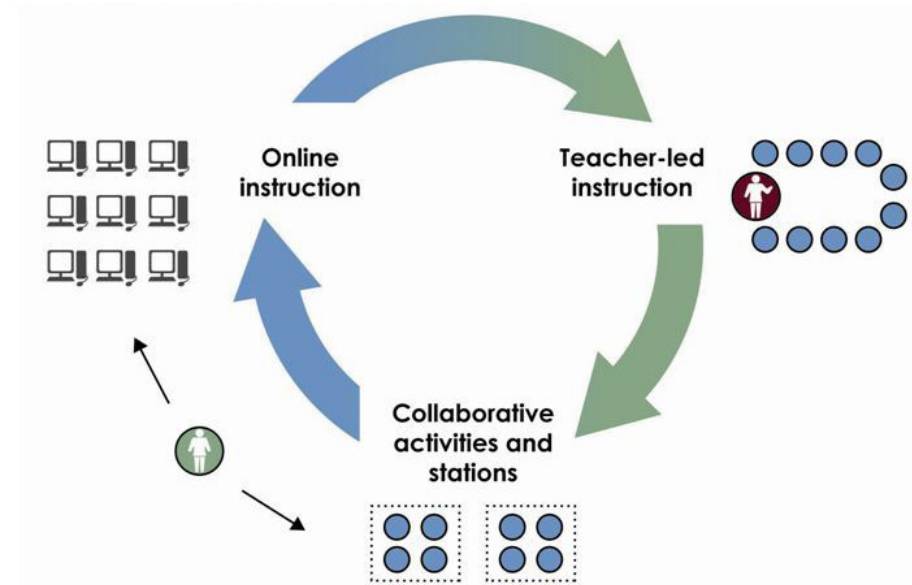 Online
instruction
Teacher-led
instruction
Collaborative
activities and
stations